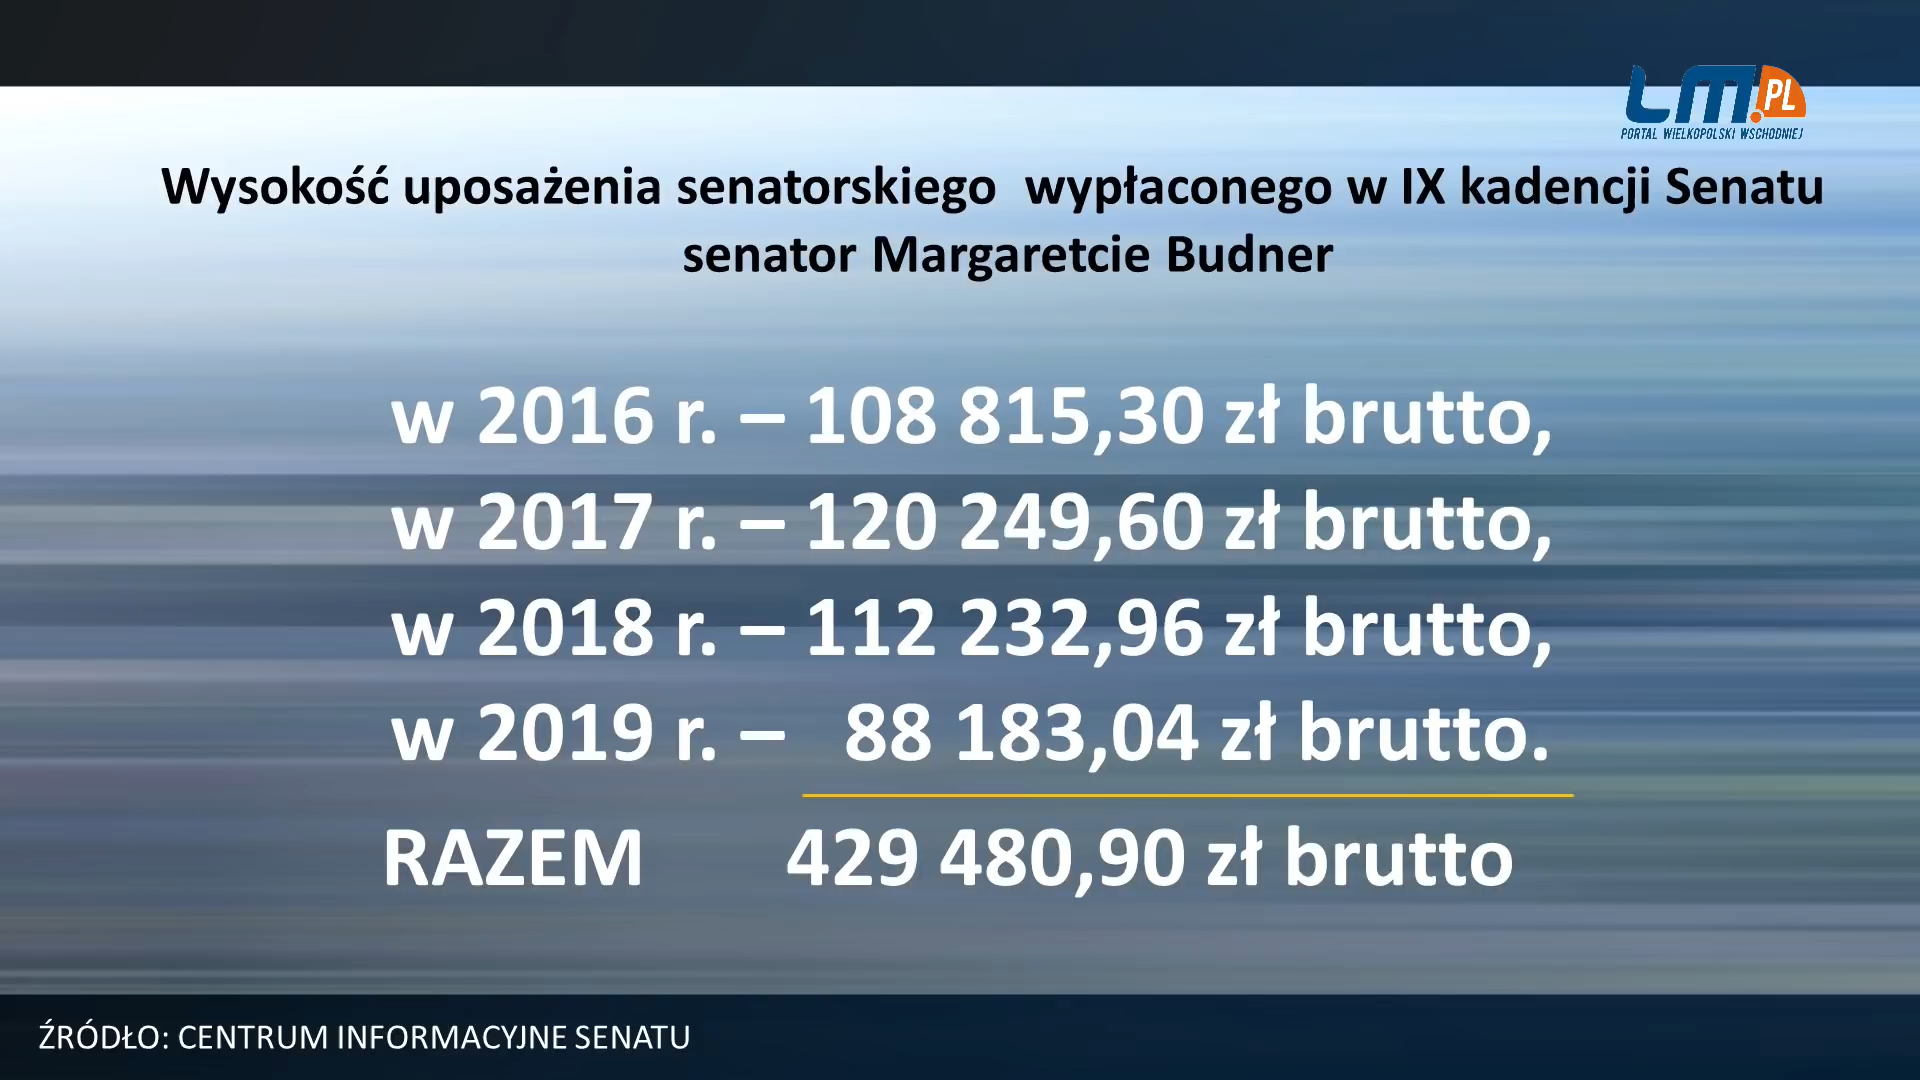 LM.PL
PORTAL WIELKOPOLSKI WSCHODNIEJ
Wysokość uposażenia senatorskiego wypłaconego w IX kadencji Senatu
senator Margaretcie Budner
w 2016 r. – 108 815,30 zł brutto,
w 2017 r. – 120 249,60 zł brutto,
w 2018 r. – 112 232,96 zł brutto,
w 2019 r. – 88 183,04 zł brutto.
RAZEM 429 480,90 zł brutto
ŹRÓDŁO: CENTRUM INFORMACYJNE SENATU